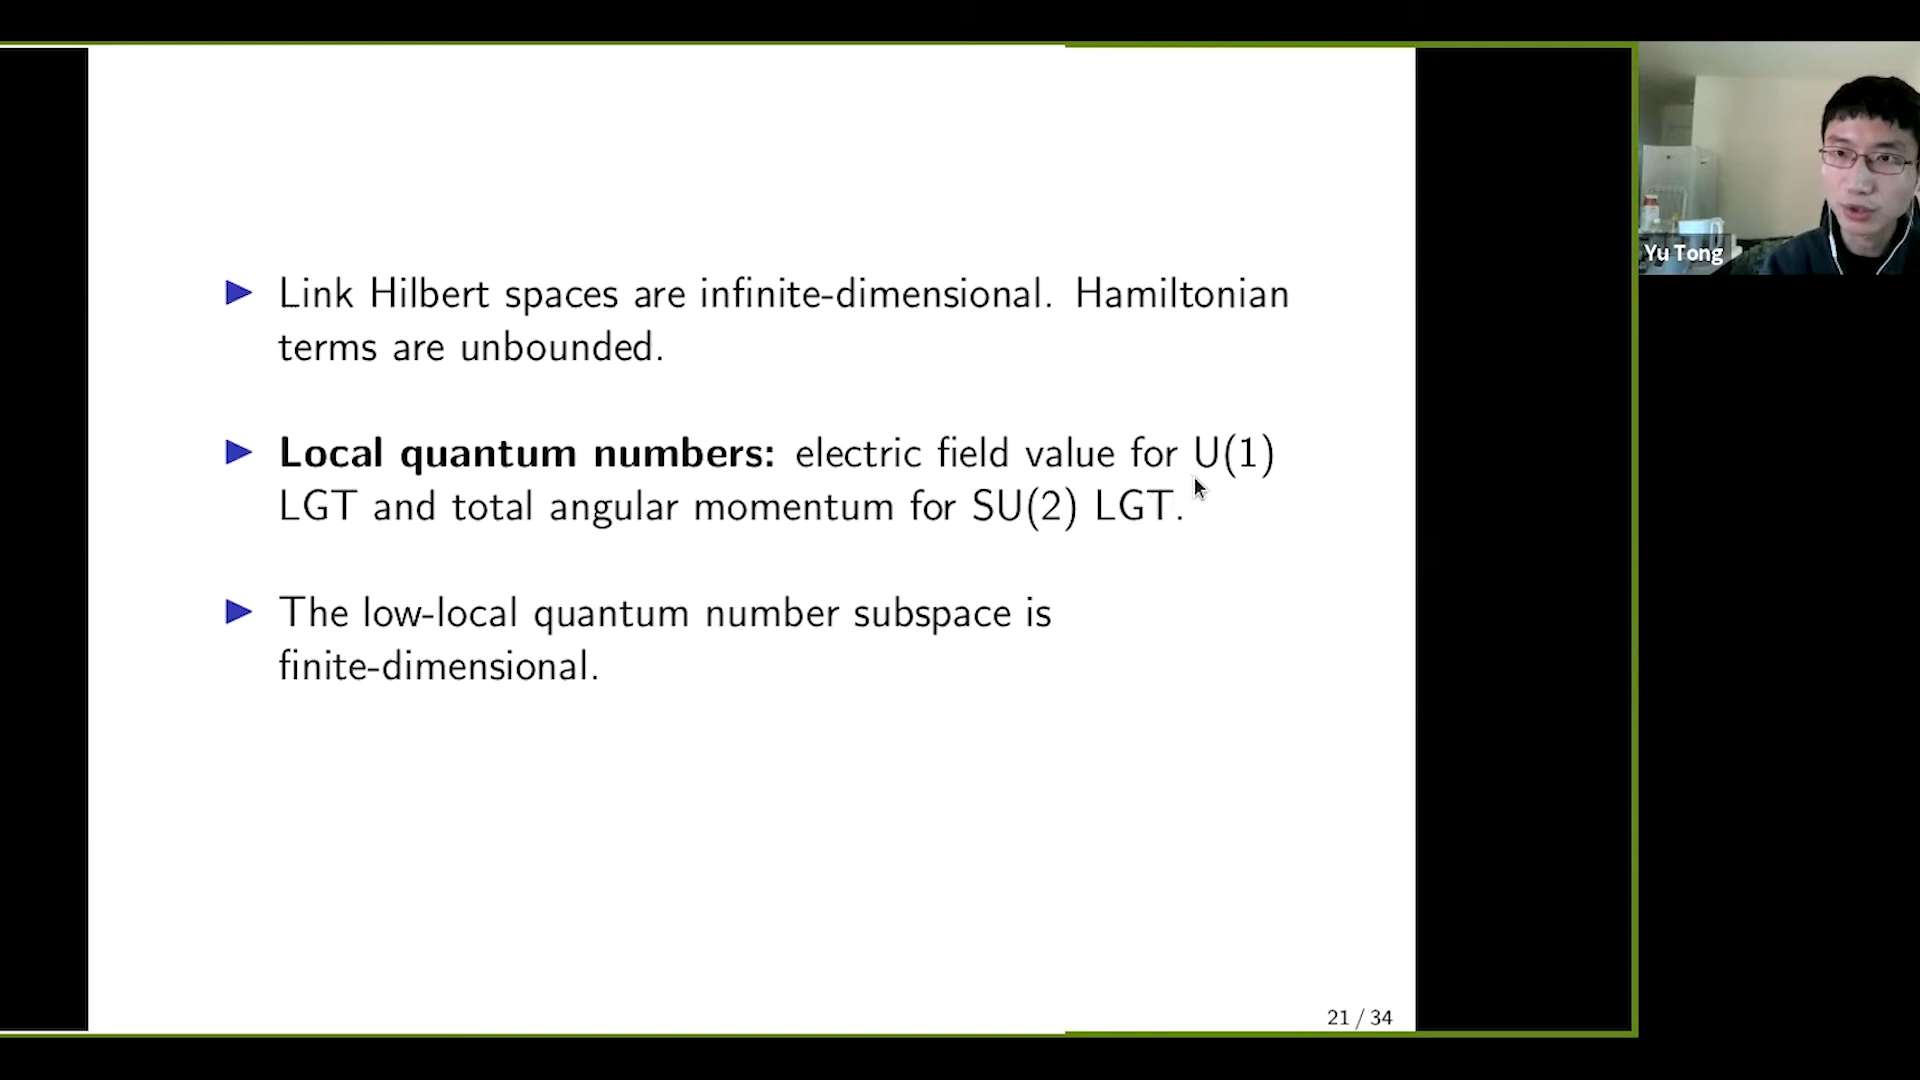 Link Hilbert spaces are infinite-dimensional. Hamiltonian
terms are unbounded.
Local quantum numbers: electric field value for U(1)
LGT and total angular momentum for SU(2) LGT.
The low-local quantum number subspace is
finite-dimensional.
21 / 34
Yu Tong